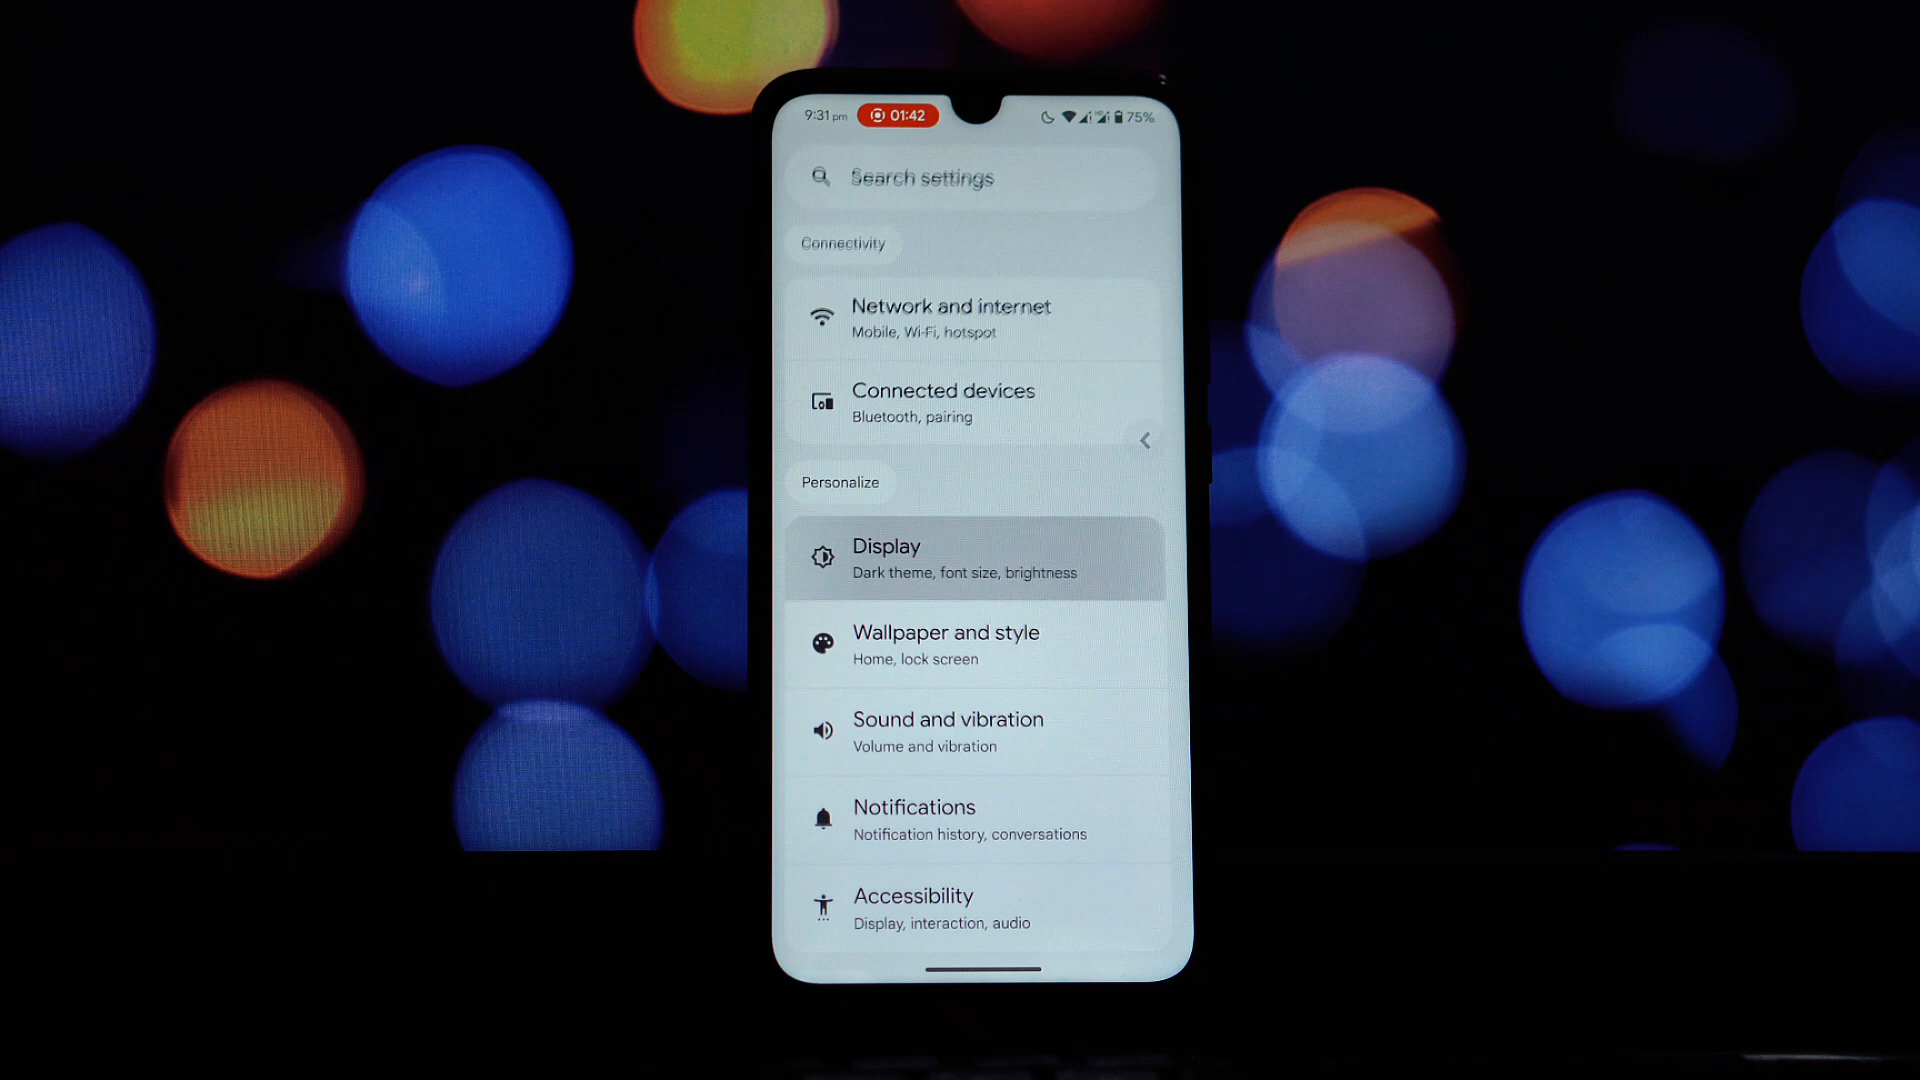 9:31 pm 01:42 75%
Search settings
Connectivity
Network and internet
Mobile, Wi-Fi, hotspot
Connected devices
Bluetooth, pairing
Personalize
Display
Dark theme, font size, brightness
Wallpaper and style
Home, lock screen
Sound and vibration
Volume and vibration
Notifications
Notification history, conversations
Accessibility
Display, interaction, audio